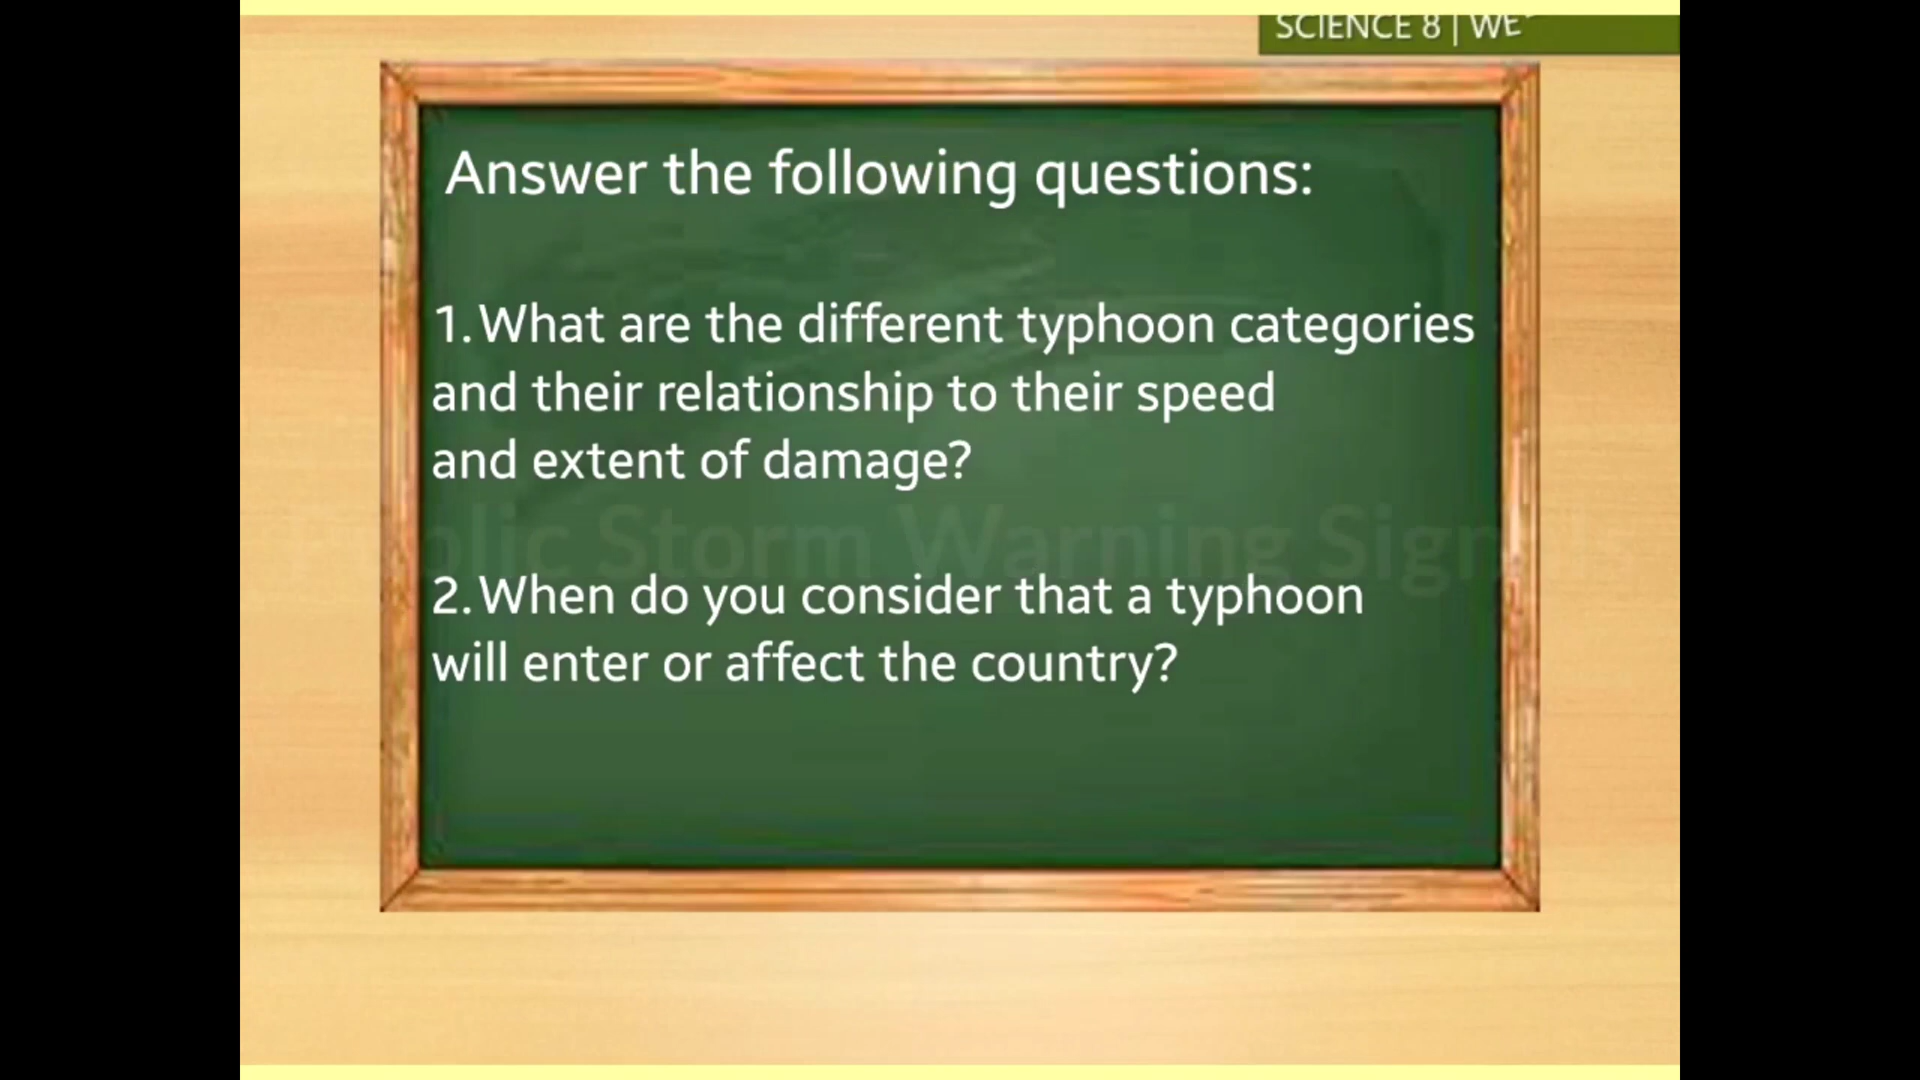 SCIENCE 8 | WE
Answer the following questions:
1. What are the different typhoon categories
and their relationship to their speed
and extent of damage?
Public Storm Warning Signals
2. When do you consider that a typhoon
will enter or affect the country?